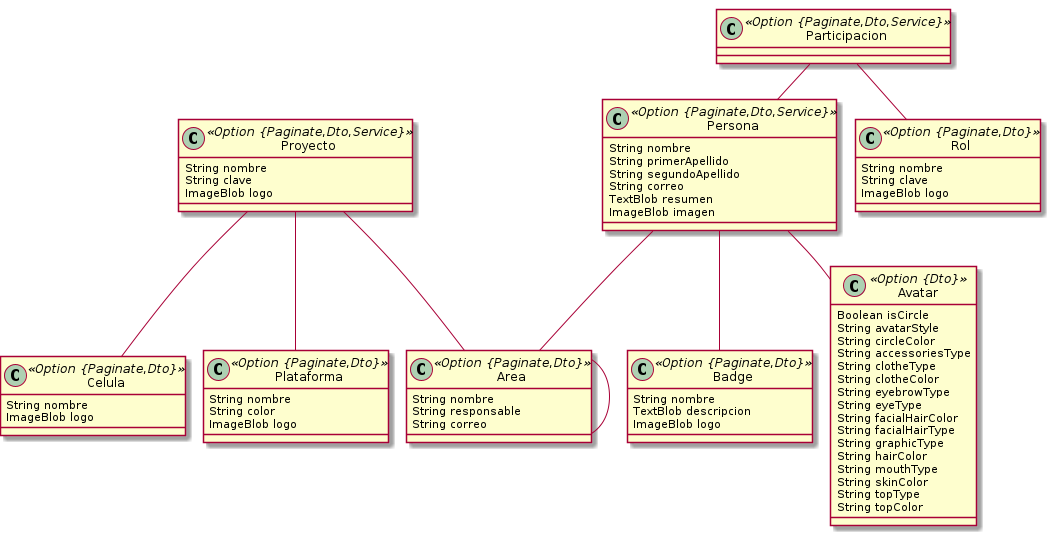 C «Option {Paginate,Dto,Service}»
Participacion
C «Option {Paginate,Dto,Service}»
Proyecto
String nombre
String clave
ImageBlob logo
C «Option {Paginate,Dto,Service}»
Persona
String nombre
String primerApellido
String segundoApellido
String correo
TextBlob resumen
ImageBlob imagen
C «Option {Paginate,Dto}»
Rol
String nombre
String clave
ImageBlob logo
C «Option {Paginate,Dto}»
Celula
String nombre
ImageBlob logo
C «Option {Paginate,Dto}»
Plataforma
String nombre
String color
ImageBlob logo
C «Option {Paginate,Dto}»
Area
String nombre
String responsable
String correo
C «Option {Paginate,Dto}»
Badge
String nombre
TextBlob descripcion
ImageBlob logo
C «Option {Dto}»
Avatar
Boolean isCircle
String avatarStyle
String circleColor
String accessoriesType
String clotheType
String clotheColor
String eyebrowType
String eyeType
String facialHairColor
String facialHairType
String graphicType
String hairColor
String mouthType
String skinColor
String topType
String topColor